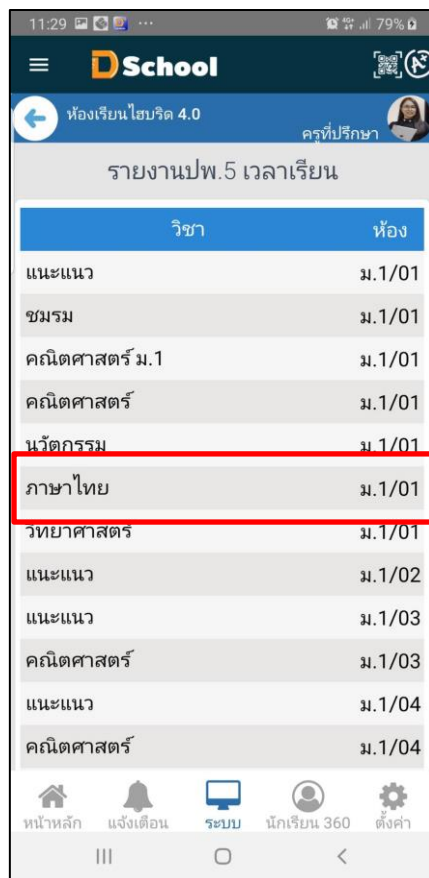 11:29 79%
DSchool
ห้องเรียนไฮบริด 4.0
ครูที่ปรึกษา
รายงานปพ.5 เวลาเรียน
วิชา ห้อง
แนะแนว ม.1/01
ชมรม ม.1/01
คณิตศาสตร์ ม.1 ม.1/01
คณิตศาสตร์ ม.1/01
นวัตกรรม ม.1/01
ภาษาไทย ม.1/01
วิทยาศาสตร์ ม.1/01
แนะแนว ม.1/02
แนะแนว ม.1/03
คณิตศาสตร์ ม.1/03
แนะแนว ม.1/04
คณิตศาสตร์ ม.1/04
หน้าหลัก แจ้งเตือน ระบบ นักเรียน 360 ตั้งค่า